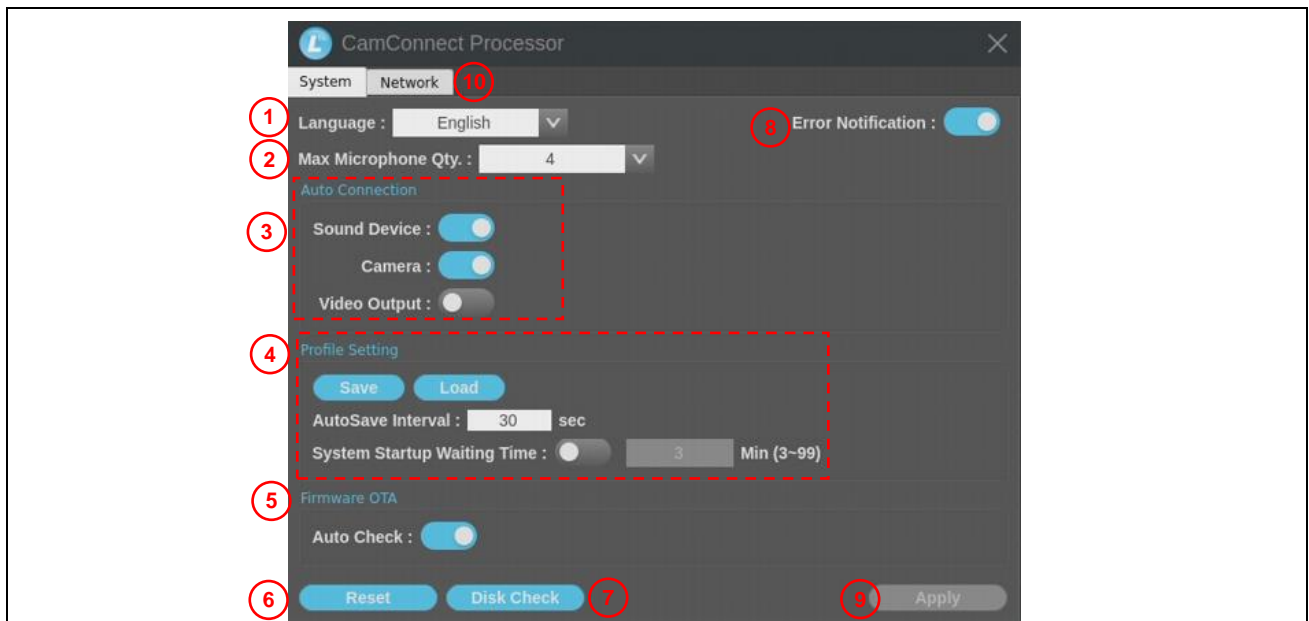 L CamConnect Processor
System Network 10
1 Language : English 8 Error Notification :
2 Max Microphone Qty. : 4
Auto Connection
3 Sound Device :
Camera :
Video Output :
4 Profile Setting
Save Load
AutoSave Interval : 30 sec
System Startup Waiting Time : 3 Min (3~99)
5 Firmware OTA
Auto Check :
6 Reset Disk Check 7 9 Apply